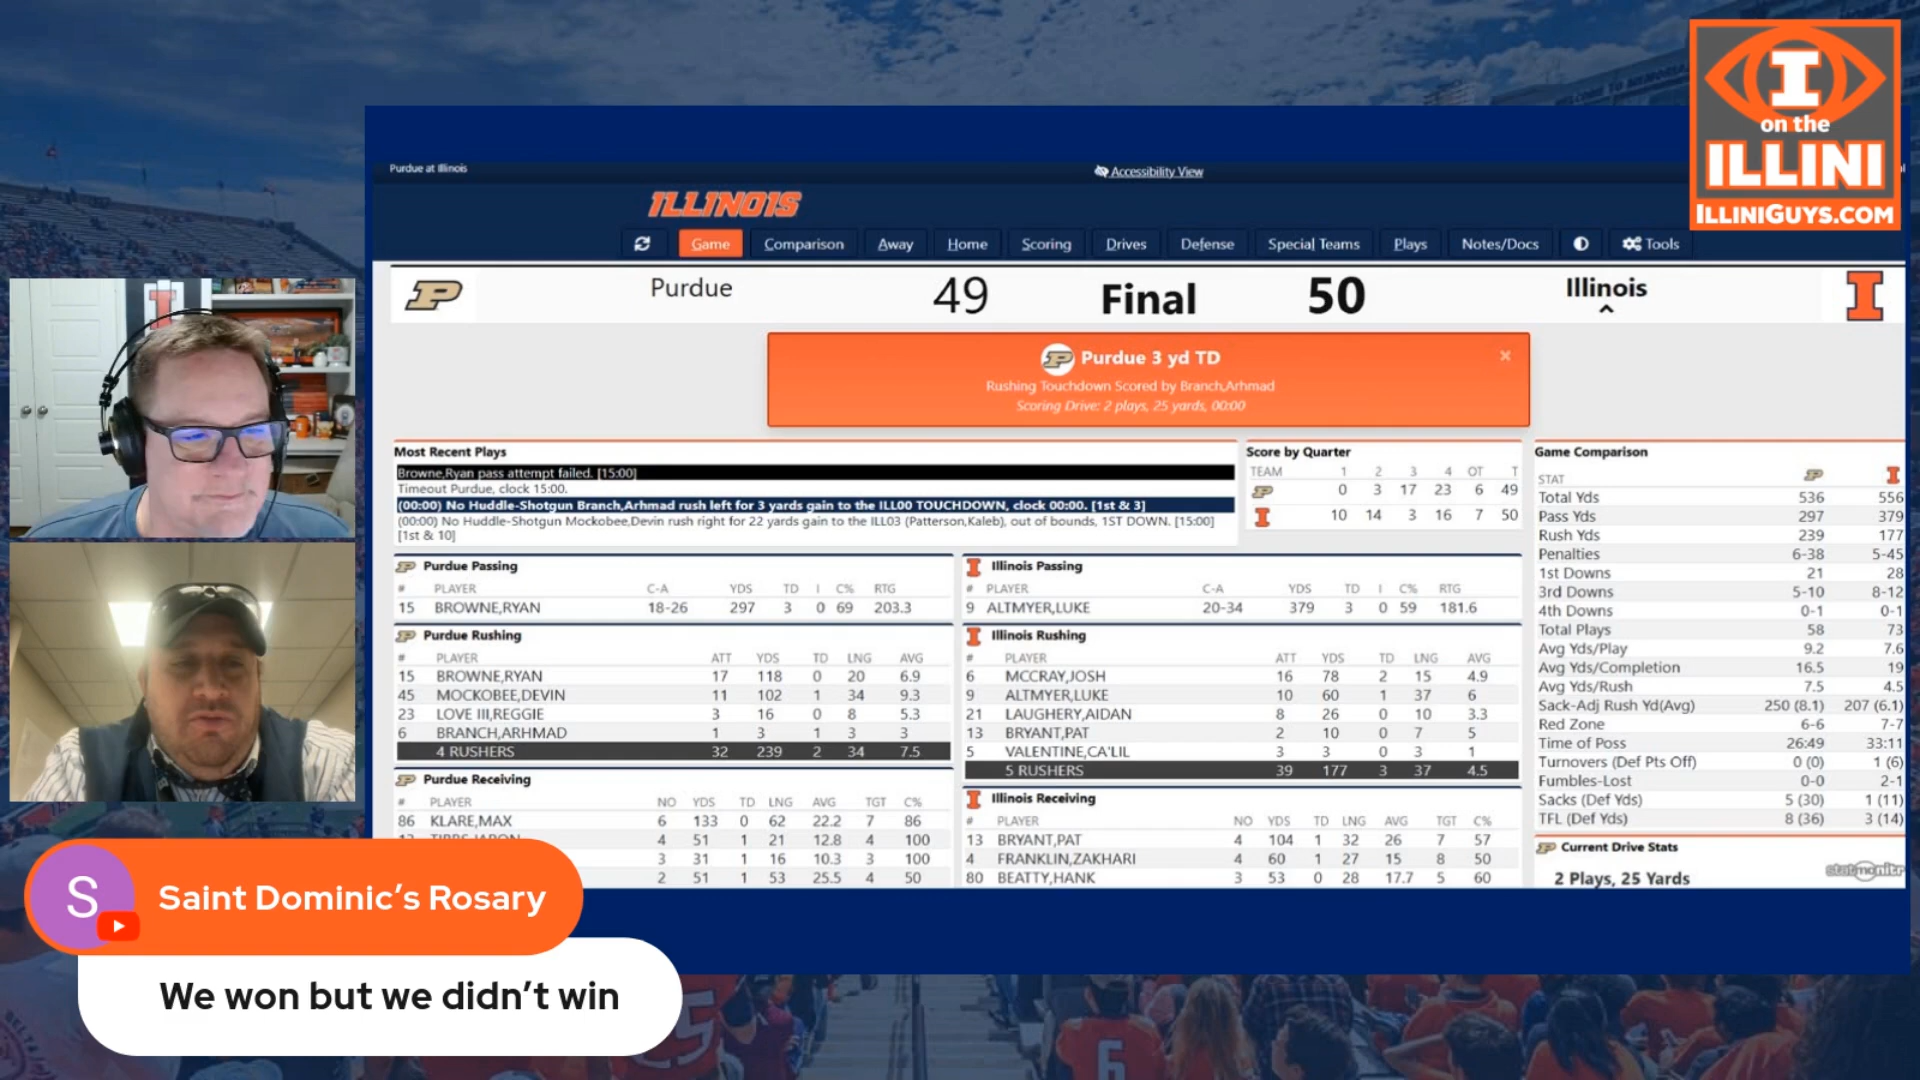 I
on the
ILLINI
ILLINIGUYS.COM
Purdue at Illinois
Accessibility View
ILLINOIS
Game Comparison Away Home Scoring Drives Defense Special Teams Plays Notes/Docs Tools
P Purdue 49 Final 50 Illinois I
P Purdue 3 yd TD ×
Rushing Touchdown Scored by Branch,Arhmad
Scoring Drive: 2 plays, 25 yards, 00:00
Most Recent Plays
Browne,Ryan pass attempt failed. [15:00]
Timeout Purdue, clock 15:00.
(00:00) No Huddle-Shotgun Branch,Arhmad rush left for 3 yards gain to the ILL00 TOUCHDOWN, clock 00:00. [1st & 3]
(00:00) No Huddle-Shotgun Mockobee,Devin rush right for 22 yards gain to the ILL03 (Patterson,Kaleb), out of bounds, 1ST DOWN. [15:00]
[1st & 10]
Score by Quarter
TEAM 1 2 3 4 OT T
P 0 3 17 23 6 49
I 10 14 3 16 7 50
Game Comparison
STAT P I
Total Yds 536 556
Pass Yds 297 379
Rush Yds 239 177
Penalties 6-38 5-45
1st Downs 21 28
3rd Downs 5-10 8-12
4th Downs 0-1 0-1
Total Plays 58 73
Avg Yds/Play 9.2 7.6
Avg Yds/Completion 16.5 19
Avg Yds/Rush 7.5 4.5
Sack-Adj Rush Yd(Avg) 250 (8.1) 207 (6.1)
Red Zone 6-6 7-7
Time of Poss 26:49 33:11
Turnovers (Def Pts Off) 0 (0) 1 (6)
Fumbles-Lost 0-0 2-1
Sacks (Def Yds) 5 (30) 1 (11)
TFL (Def Yds) 8 (36) 3 (14)
P Current Drive Stats
2 Plays, 25 Yards
P Purdue Passing
# PLAYER C-A YDS TD I C% RTG
15 BROWNE,RYAN 18-26 297 3 0 69 203.3
P Purdue Rushing
# PLAYER ATT YDS TD LNG AVG
15 BROWNE,RYAN 17 118 0 20 6.9
45 MOCKOBEE,DEVIN 11 102 1 34 9.3
23 LOVE III,REGGIE 3 16 0 8 5.3
6 BRANCH,ARHMAD 1 3 1 3 3
4 RUSHERS 32 239 2 34 7.5
P Purdue Receiving
# PLAYER NO YDS TD LNG AVG TGT C%
86 KLARE,MAX 6 133 0 62 22.2 7 86
4 51 1 21 12.8 4 100
3 31 1 16 10.3 3 100
2 51 1 53 25.5 4 50
I Illinois Passing
# PLAYER C-A YDS TD I C% RTG
9 ALTMYER,LUKE 20-34 379 3 0 59 181.6
I Illinois Rushing
# PLAYER ATT YDS TD LNG AVG
6 MCCRAY,JOSH 16 78 2 15 4.9
9 ALTMYER,LUKE 10 60 1 37 6
21 LAUGHERY,AIDAN 8 26 0 10 3.3
13 BRYANT,PAT 2 10 0 7 5
5 VALENTINE,CA'LIL 3 3 0 3 1
5 RUSHERS 39 177 3 37 4.5
I Illinois Receiving
# PLAYER NO YDS TD LNG AVG TGT C%
13 BRYANT,PAT 4 104 1 32 26 7 57
4 FRANKLIN,ZAKHARI 4 60 1 27 15 8 50
80 BEATTY,HANK 3 53 0 28 17.7 5 60
S
Saint Dominic’s Rosary
We won but we didn’t win
6